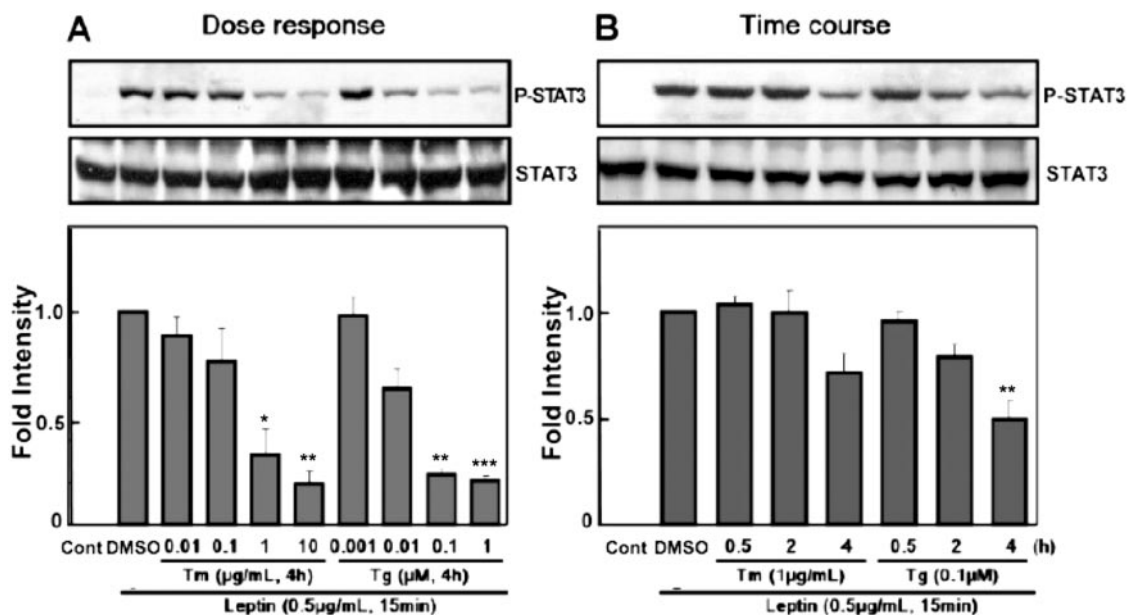 A Dose response
P-STAT3
STAT3
Fold Intensity
1.0
0.5
0
* ** ** ***
Cont DMSO 0.01 0.1 1 10 0.001 0.01 0.1 1
Tm (µg/mL, 4h) Tg (µM, 4h)
-
Leptin (0.5µg/mL, 15min)
B Time course
P-STAT3
STAT3
Fold Intensity
1.0
0.5
0
**
Cont DMSO 0.5 2 4 0.5 2 4 (h)
Tm (1µg/mL) Tg (0.1µM)
-
Leptin (0.5µg/mL, 15min)